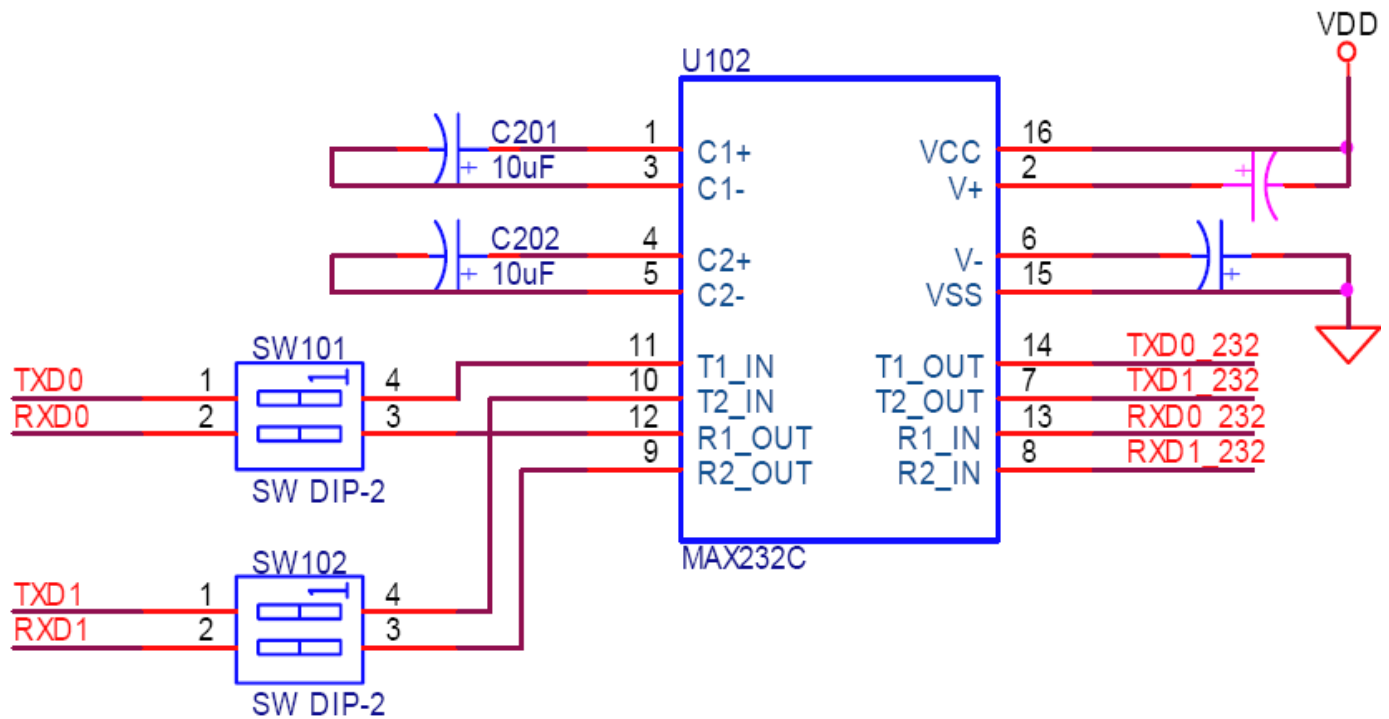 VDD
U102
C201
10uF
1
3
C1+
C1-
VCC
V+
16
2
C202
10uF
4
5
C2+
C2-
V-
VSS
6
15
SW101
TXD0
RXD0
1
2
1
4
3
SW DIP-2
11
10
12
9
T1_IN
T2_IN
R1_OUT
R2_OUT
T1_OUT
T2_OUT
R1_IN
R2_IN
14
7
13
8
TXD0_232
TXD1_232
RXD0_232
RXD1_232
MAX232C
SW102
TXD1
RXD1
1
2
1
4
3
SW DIP-2